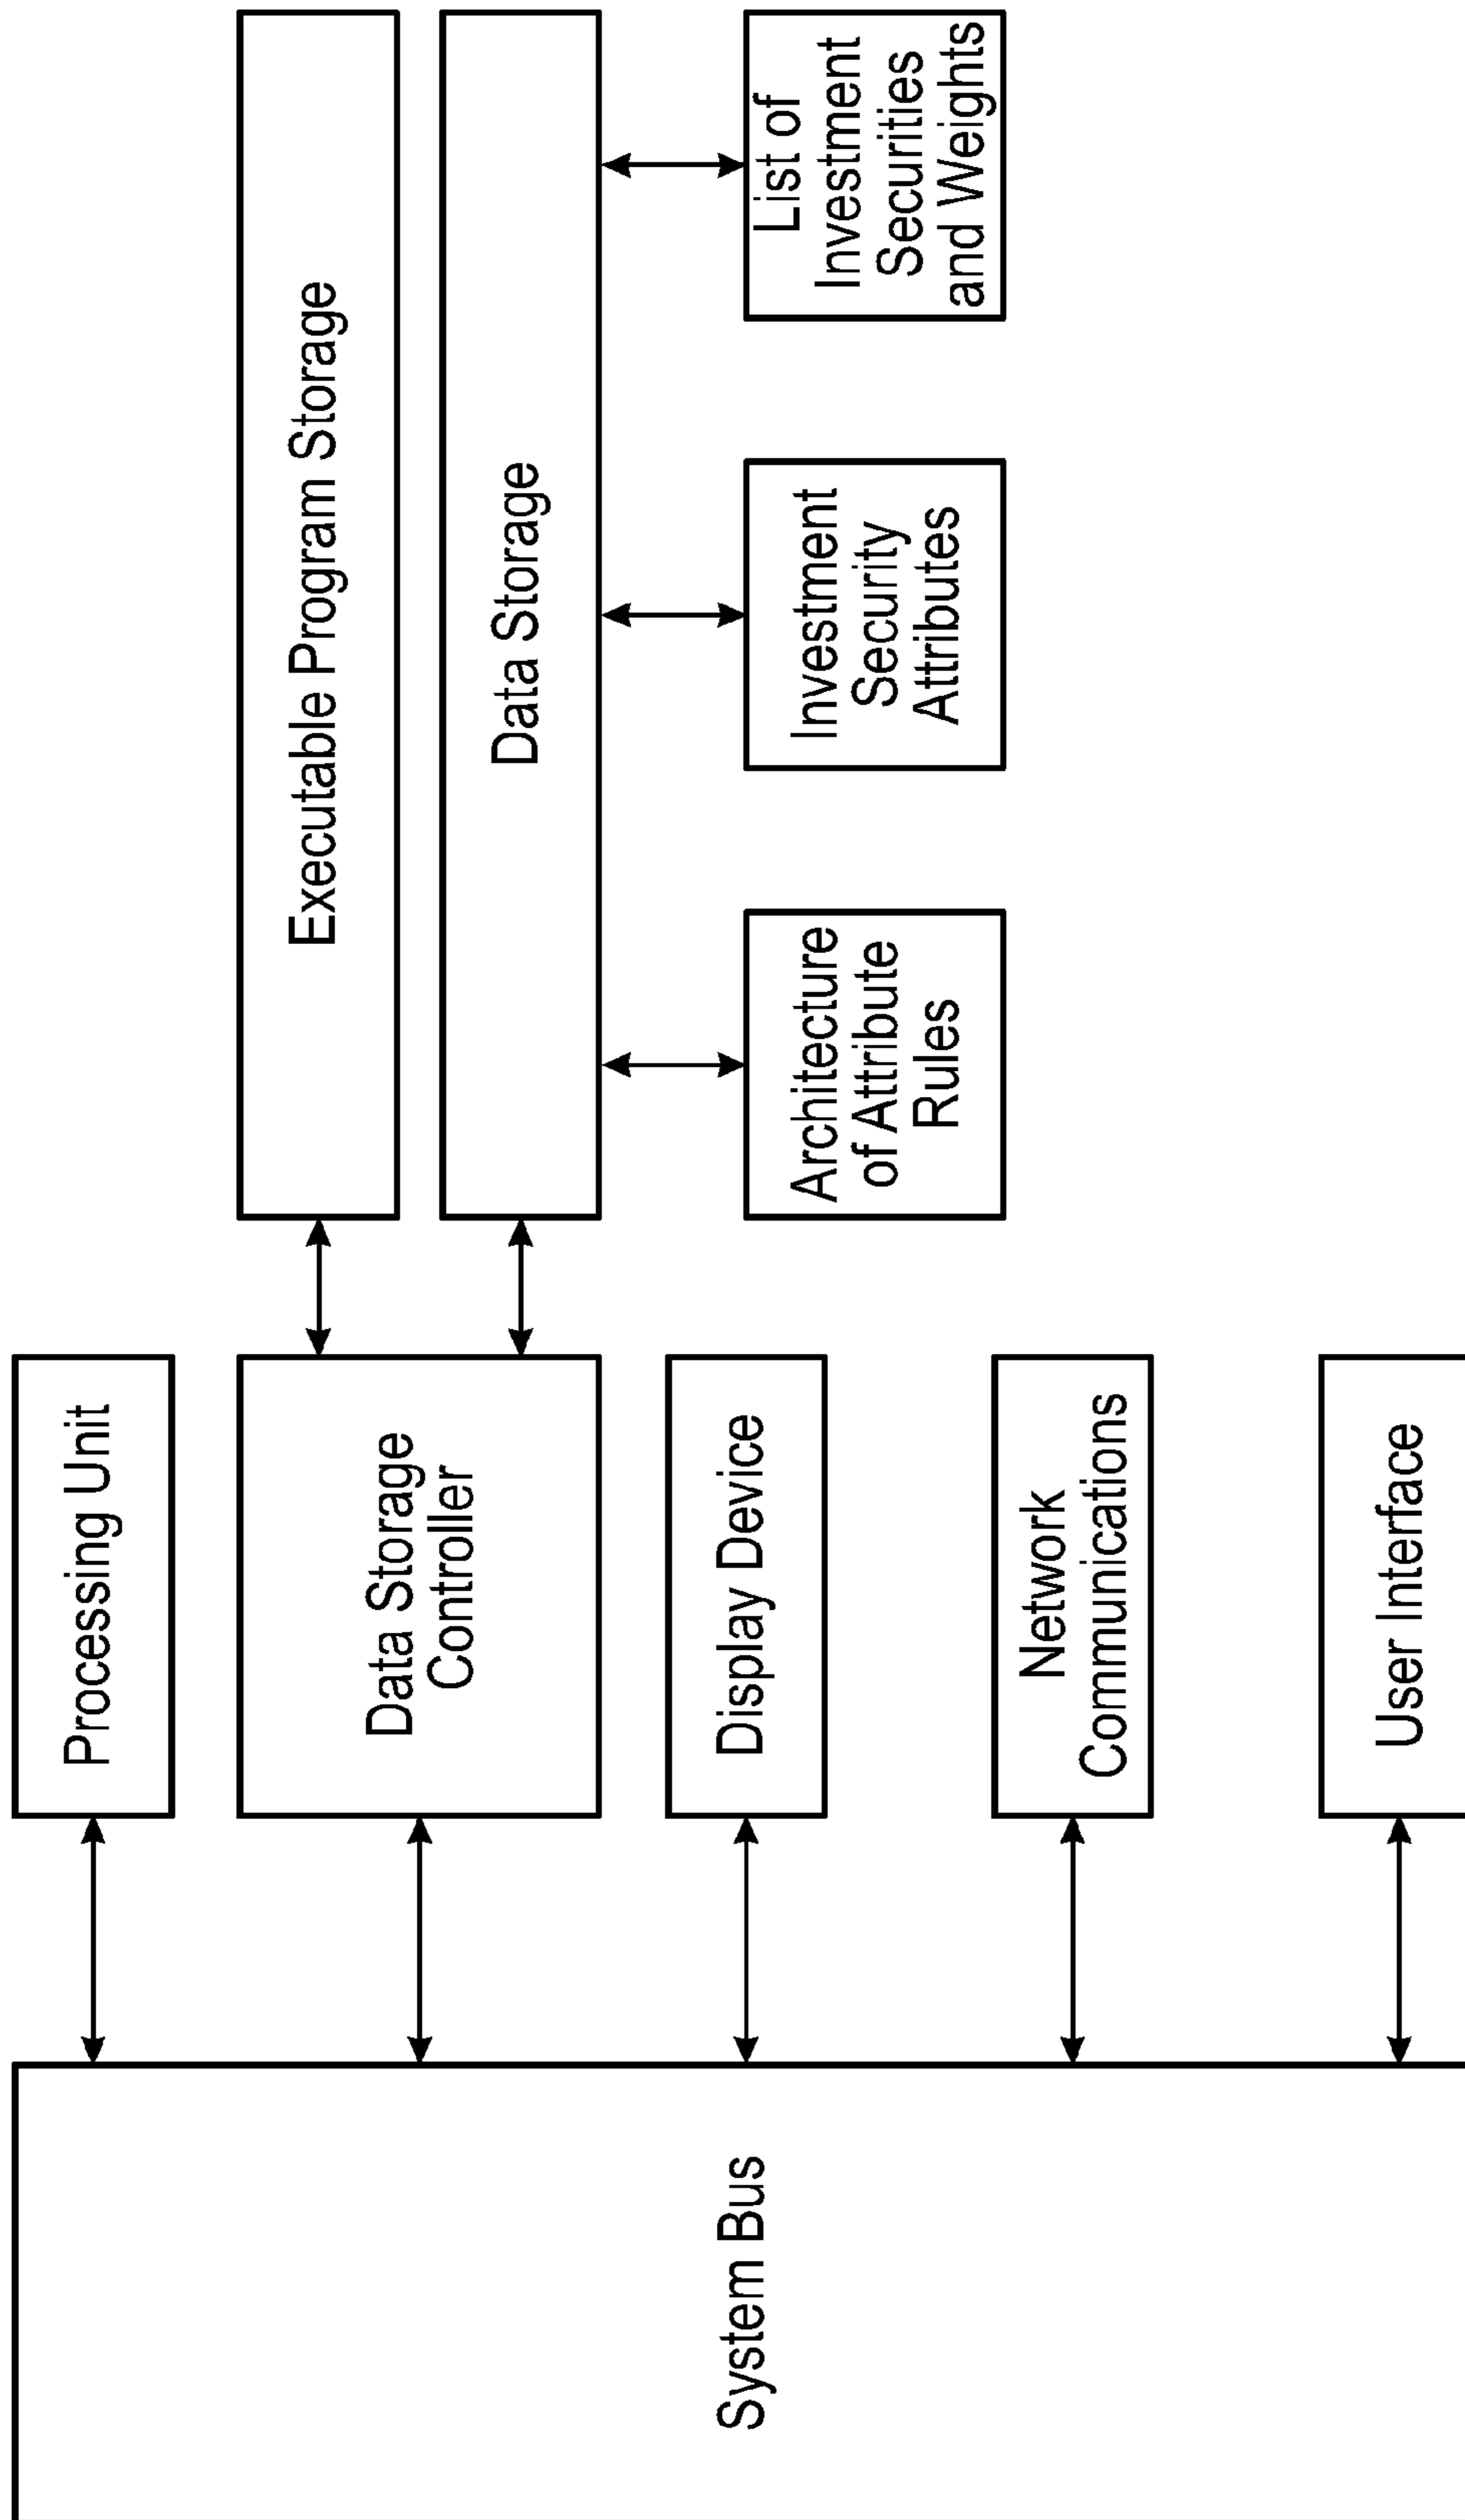 System Bus
Processing Unit
Data Storage
Controller
Display Device
Network
Communications
User Interface
Executable Program Storage
Data Storage
Architecture
of Attribute
Rules
Investment
Security
Attributes
List of
Investment
Securities
and Weights